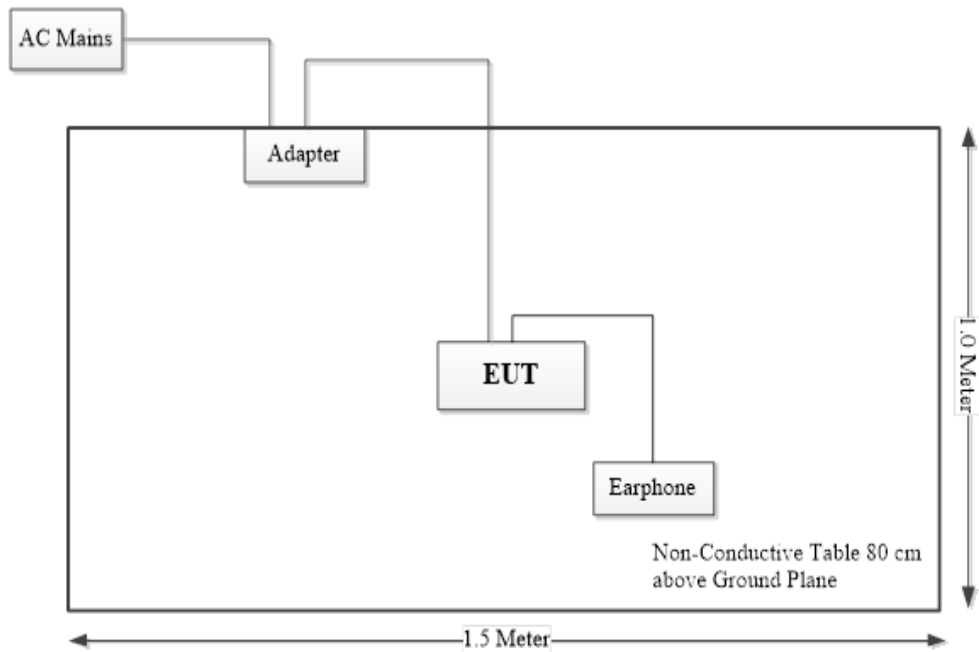 AC Mains
Adapter
EUT
Earphone
Non-Conductive Table 80 cm
above Ground Plane
1.0 Meter
1.5 Meter